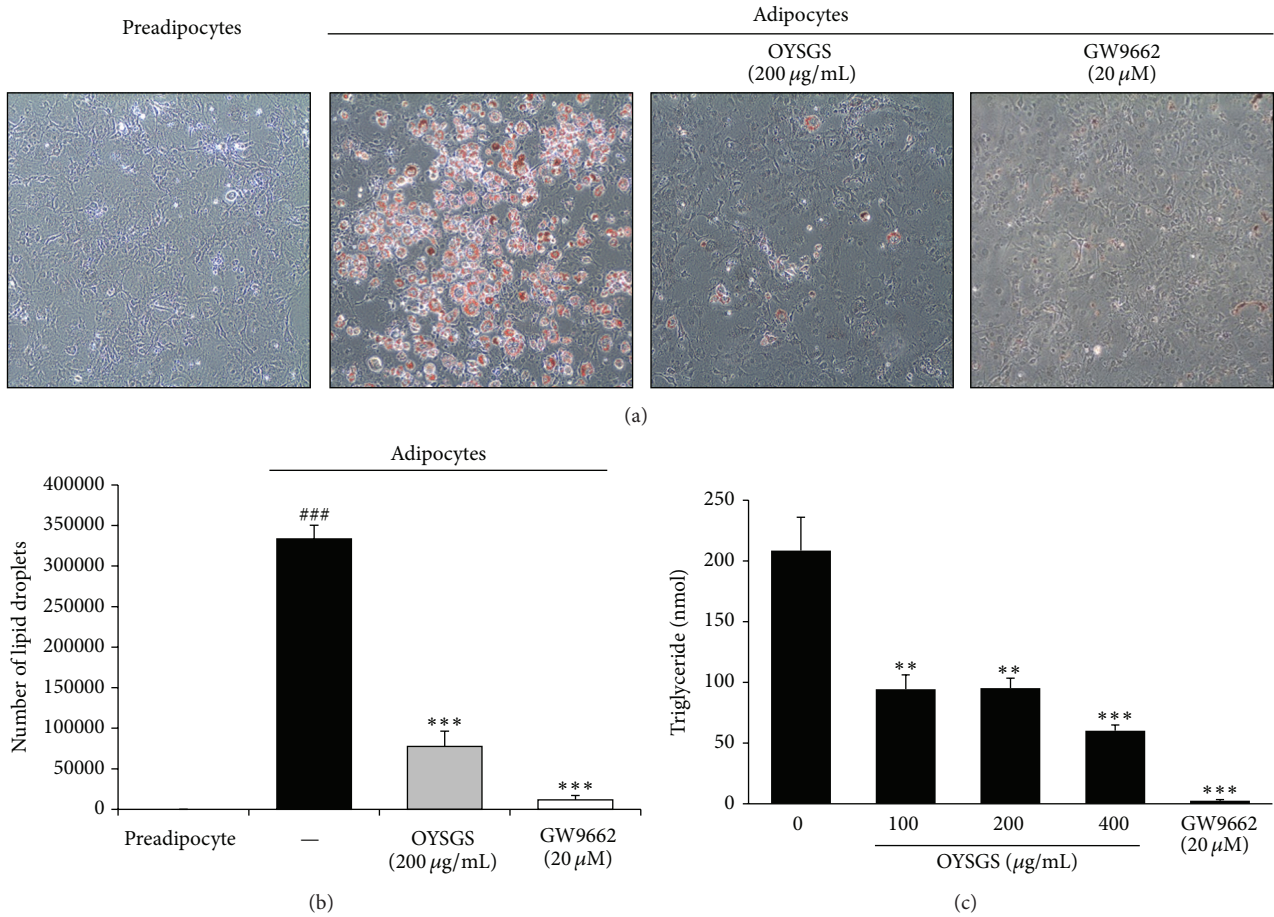 Preadipocytes
Adipocytes
OYSGS
(200 μg/mL)
GW9662
(20 μM)
(a)
Adipocytes
Number of lipid droplets
400000
350000
300000
250000
200000
150000
100000
50000
0
###
***
***
Preadipocyte
—
OYSGS
(200 μg/mL)
GW9662
(20 μM)
(b)
Triglyceride (nmol)
250
200
150
100
50
0
**
**
***
***
0
100
200
400
GW9662
(20 μM)
OYSGS (μg/mL)
(c)